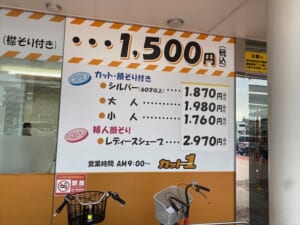 (襟そり付き) ・・・1,500円(税込)
カット・顔そり付き
●シルバー(60才以上)・・・・1,870円
●大人・・・・・1,980円
●小人・・・・・1,760円
婦人顔そり
●レディースシェーブ・・・・2,970円
営業時間 AM9:00〜 カット1
禁煙